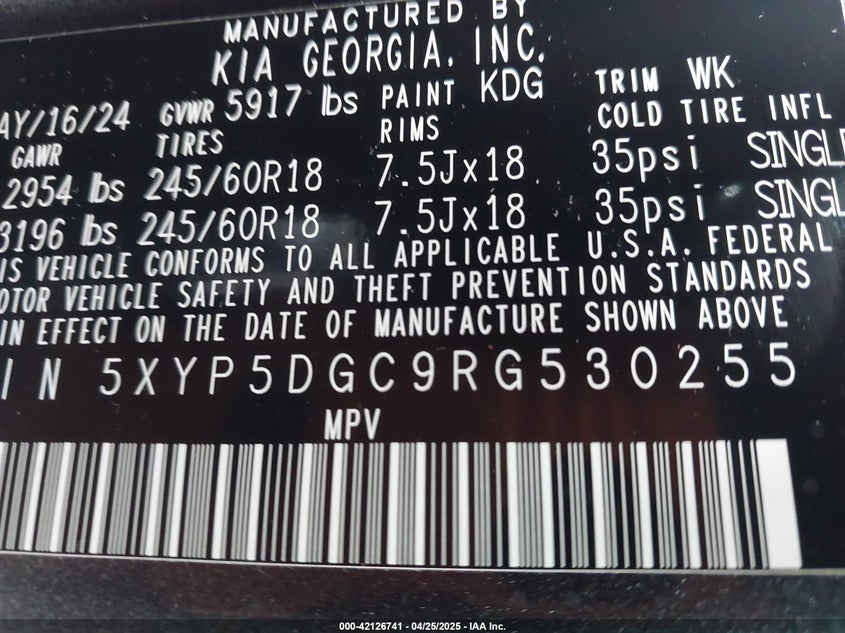 MANUFACTURED BY
KIA GEORGIA, INC.
AY/16/24 GVWR 5917 lbs PAINT KDG TRIM WK
GAWR TIRES RIMS COLD TIRE INFL
2954 lbs 245/60R18 7.5Jx18 35psi SINGL
3196 lbs 245/60R18 7.5Jx18 35psi SINGL
IS VEHICLE CONFORMS TO ALL APPLICABLE U.S.A. FEDERAL
OTOR VEHICLE SAFETY AND THEFT PREVENTION STANDARDS
IN EFFECT ON THE DATE OF MANUFACTURE SHOWN ABOVE
IN 5XYP5DGC9RG530255
MPV
000-42126741 - 04/25/2025 - IAA Inc.